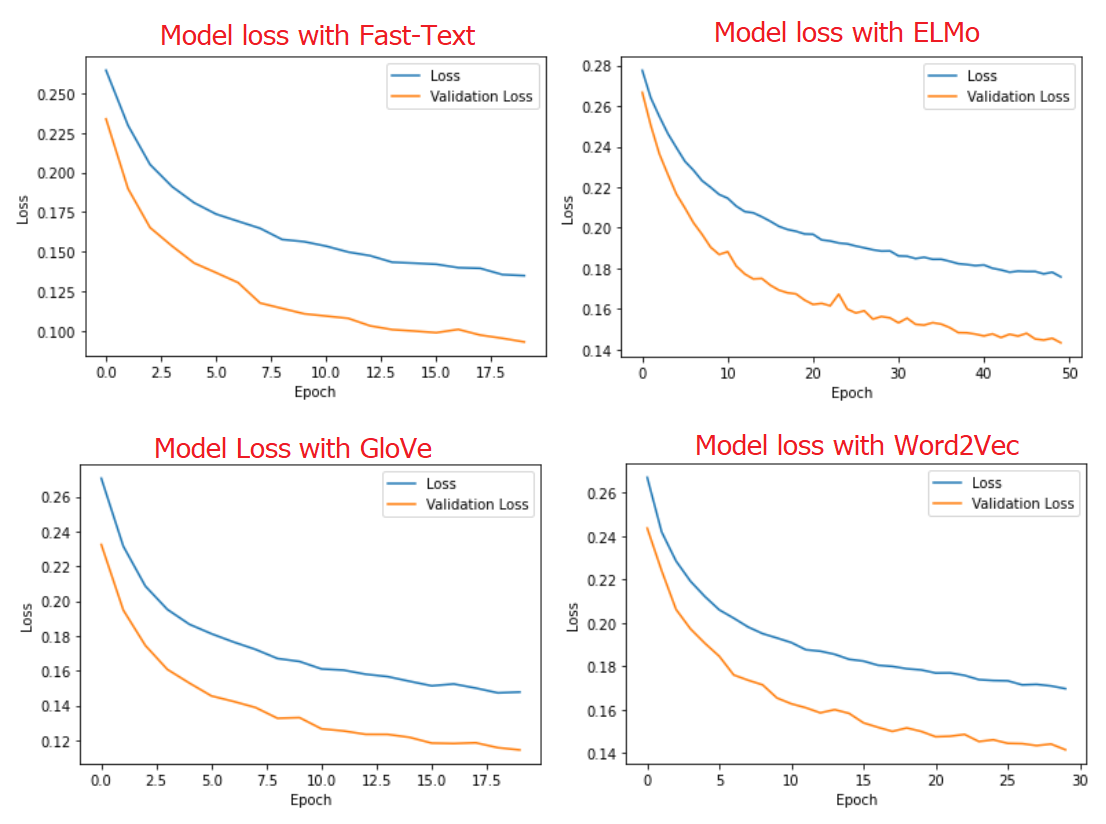 Model loss with Fast-Text
Loss
Validation Loss
0.250
0.225
0.200
0.175
0.150
0.125
0.100
Loss
0.0 2.5 5.0 7.5 10.0 12.5 15.0 17.5
Epoch
Model loss with ELMo
Loss
Validation Loss
0.28
0.26
0.24
0.22
0.20
0.18
0.16
0.14
Loss
0 10 20 30 40 50
Epoch
Model Loss with GloVe
Loss
Validation Loss
0.26
0.24
0.22
0.20
0.18
0.16
0.14
0.12
Loss
0.0 2.5 5.0 7.5 10.0 12.5 15.0 17.5
Epoch
Model loss with Word2Vec
Loss
Validation Loss
0.26
0.24
0.22
0.20
0.18
0.16
0.14
Loss
0 5 10 15 20 25 30
Epoch